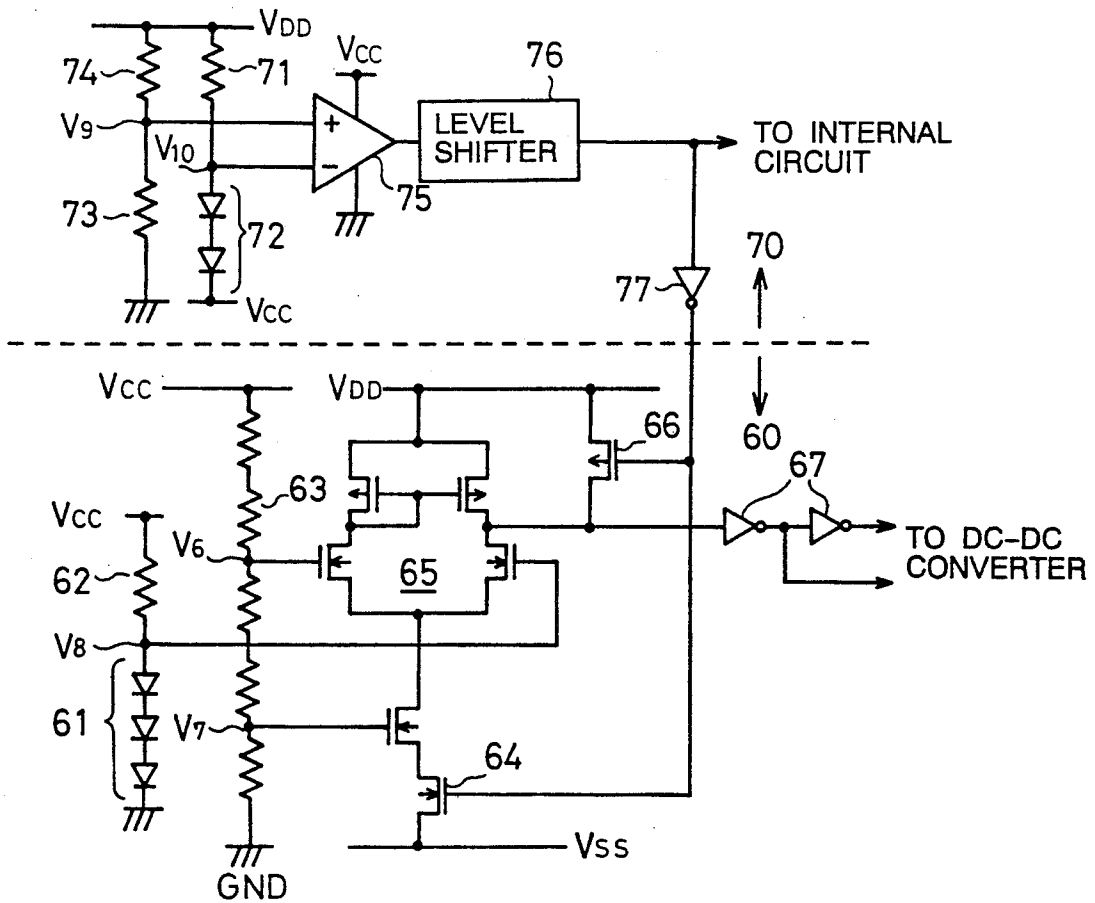 VDD
74
71
VCC
76
V9
V10
+
−
LEVEL
SHIFTER
TO INTERNAL
CIRCUIT
75
73
72
VCC
77
70
60
VCC
VDD
66
67
63
VCC
V6
65
TO DC-DC
CONVERTER
62
V8
61
V7
64
VSS
GND